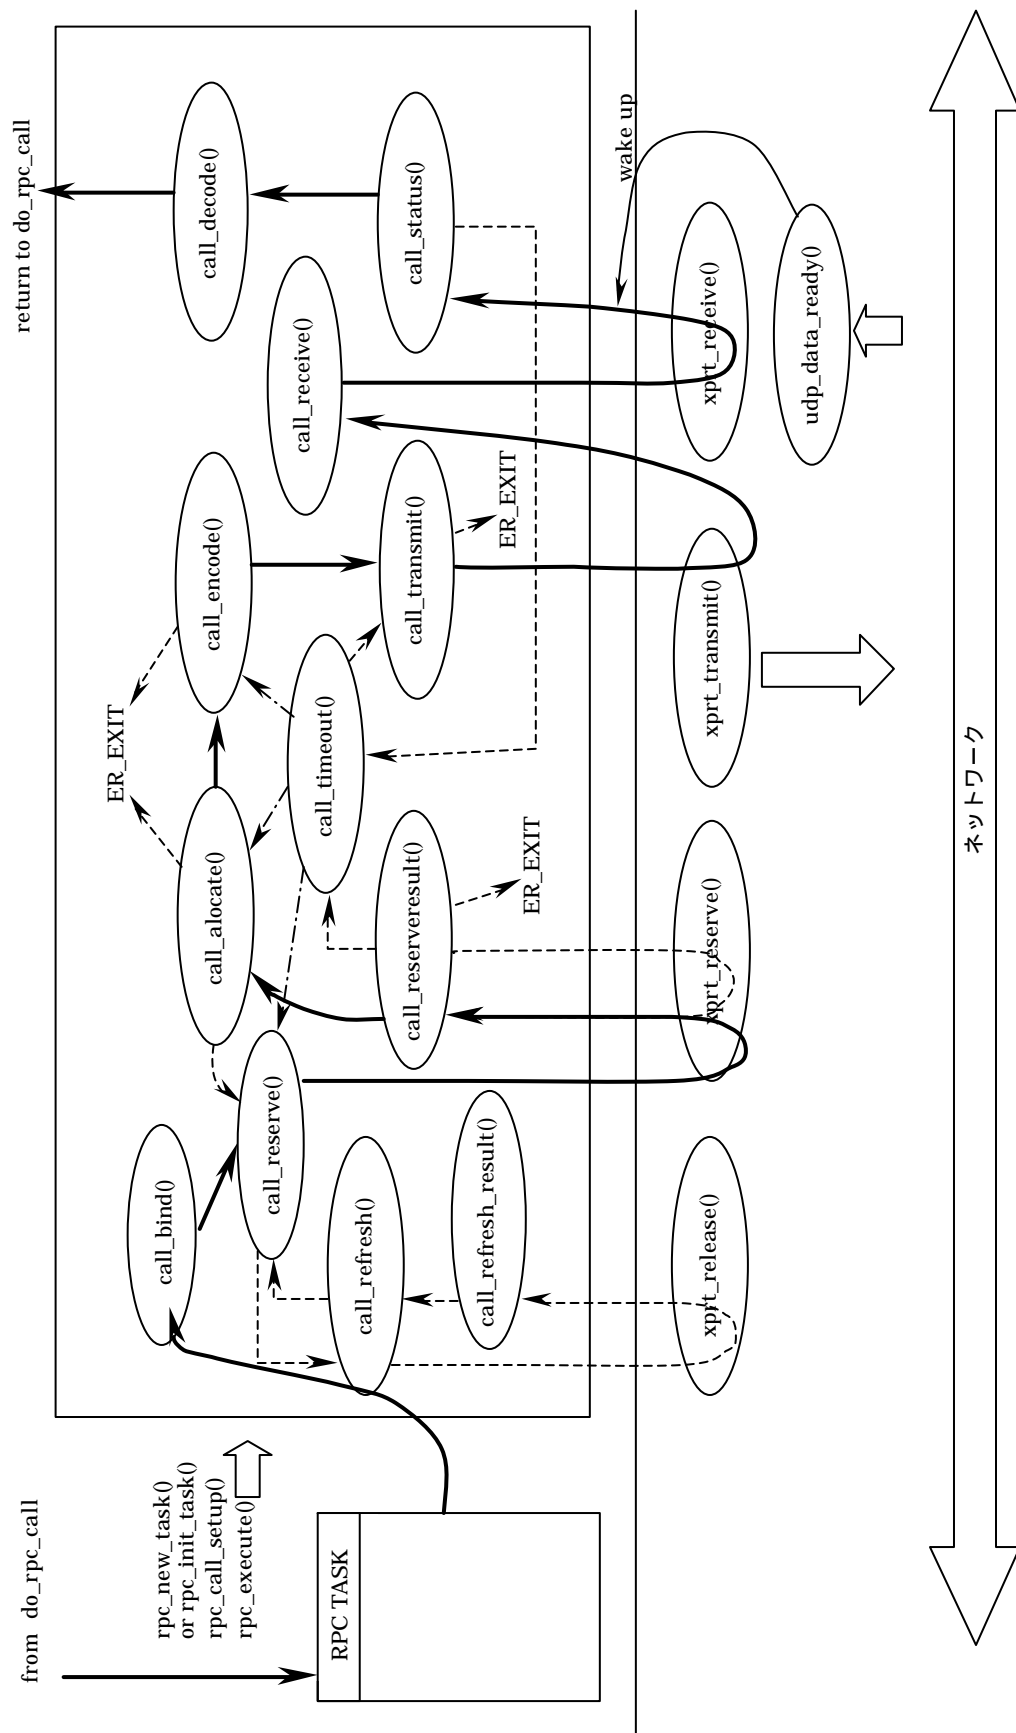 from do_rpc_call
return to do_rpc_call
rpc_new_task()
or rpc_init_task()
rpc_call_setup()
rpc_execute()
RPC TASK
call_bind()
call_reserve()
call_refresh()
call_refresh_result()
call_alocate()
ER_EXIT
call_encode()
call_timeout()
call_reserveresult()
ER_EXIT
call_transmit()
ER_EXIT
call_receive()
call_decode()
call_status()
wake up
xprt_release()
xprt_reserve()
xprt_transmit()
xprt_receive()
udp_data_ready()
ネットワーク